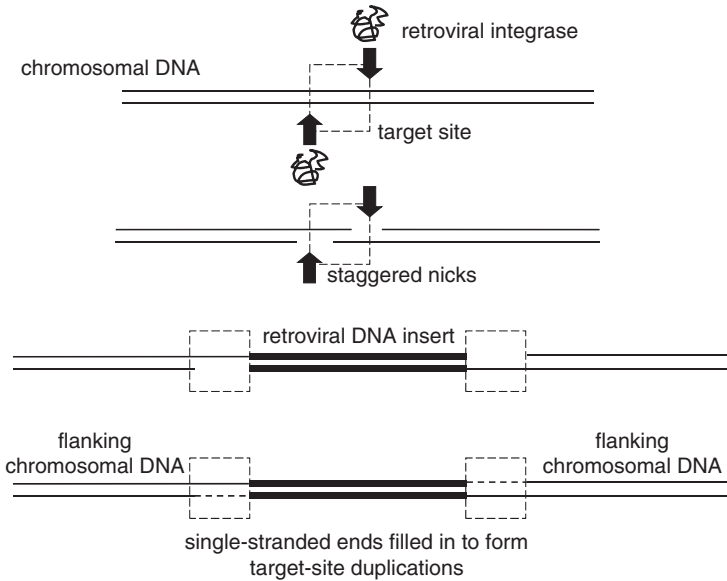 retroviral integrase
chromosomal DNA
target site
staggered nicks
retroviral DNA insert
flanking
chromosomal DNA
flanking
chromosomal DNA
single-stranded ends filled in to form
target-site duplications